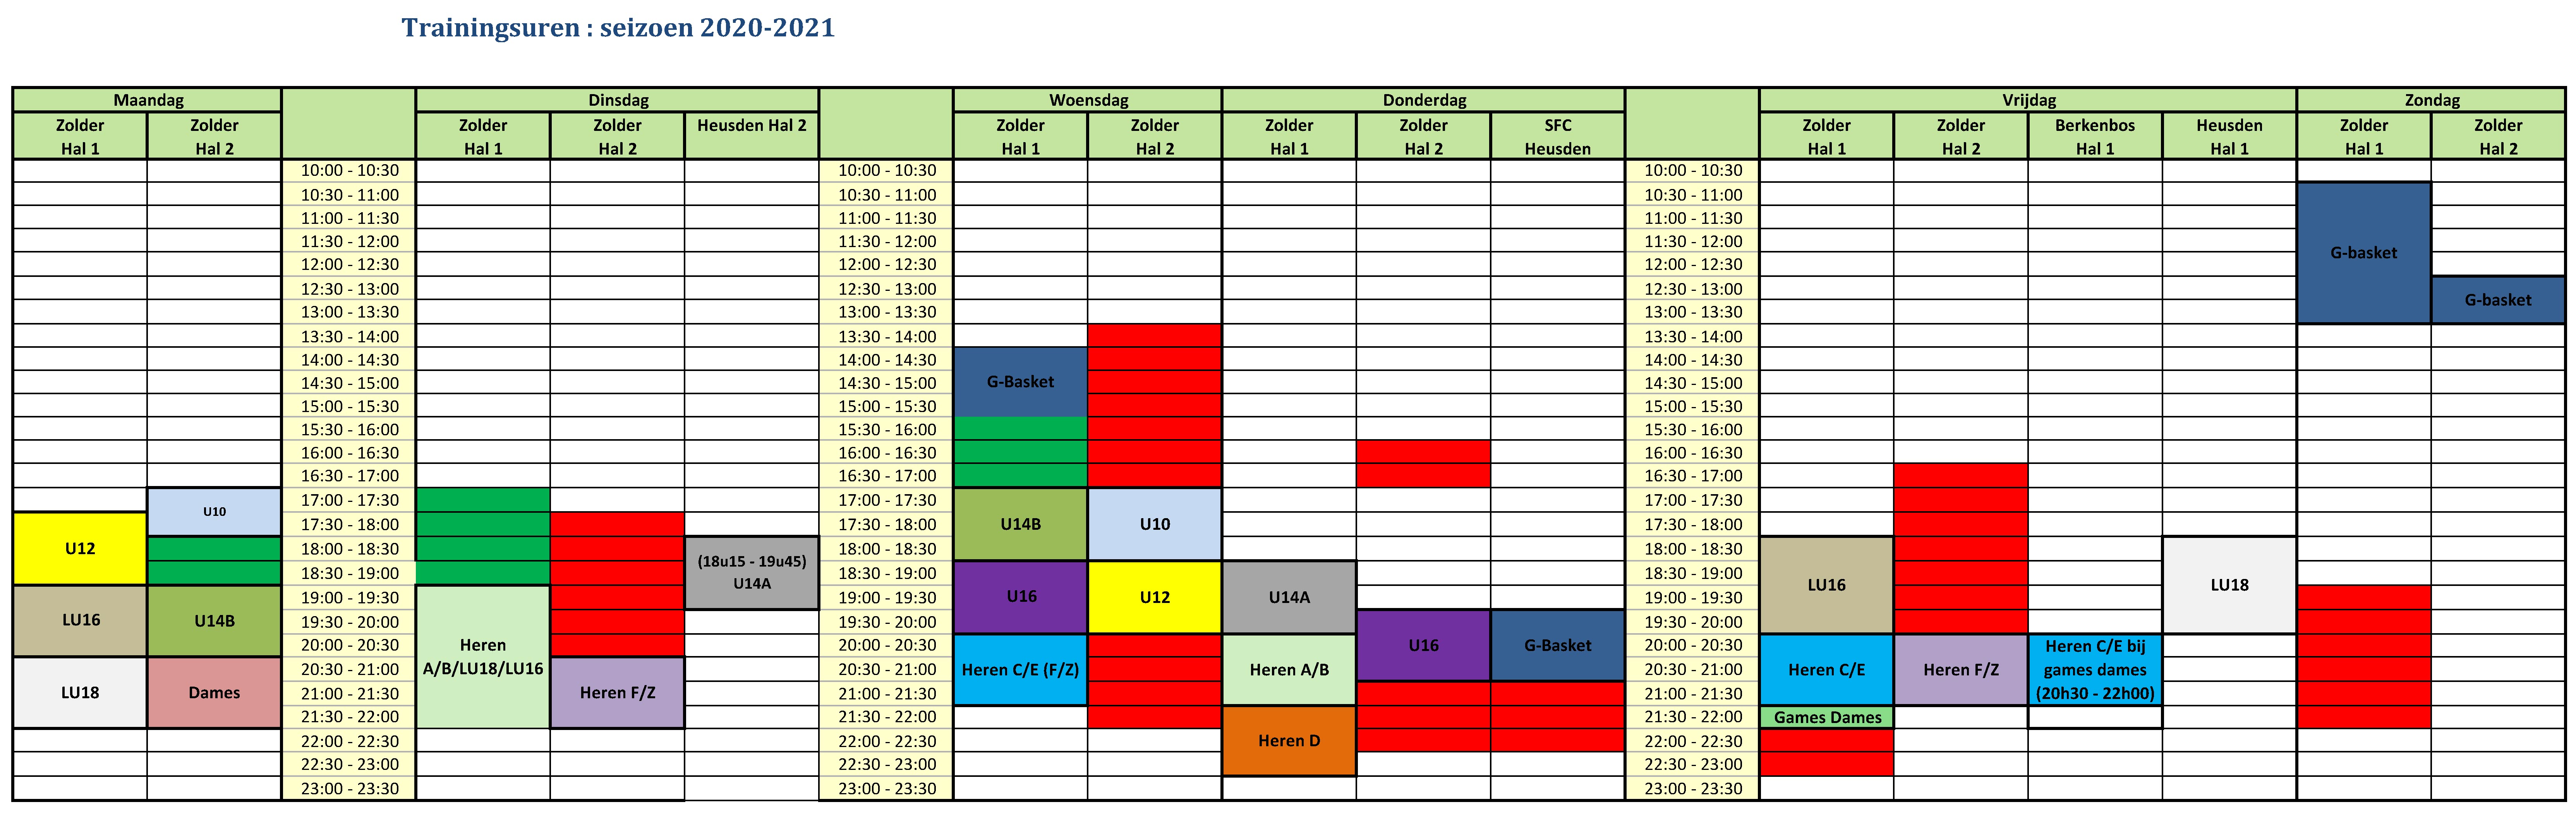 Trainingsuren : seizoen 2020-2021
Maandag Dinsdag Woensdag Donderdag Vrijdag Zondag
Zolder Zolder Zolder Zolder Heusden Hal 2 Zolder Zolder Zolder Zolder SFC Zolder Zolder Berkenbos Heusden Zolder Zolder
Hal 1 Hal 2 Hal 1 Hal 2 Hal 1 Hal 2 Hal 1 Hal 2 Heusden Hal 1 Hal 2 Hal 1 Hal 1 Hal 1 Hal 2
10:00 - 10:30 10:00 - 10:30 10:00 - 10:30
10:30 - 11:00 10:30 - 11:00 10:30 - 11:00
11:00 - 11:30 11:00 - 11:30 11:00 - 11:30
11:30 - 12:00 11:30 - 12:00 11:30 - 12:00
G-basket
12:00 - 12:30 12:00 - 12:30 12:00 - 12:30
12:30 - 13:00 12:30 - 13:00 12:30 - 13:00
G-basket
13:00 - 13:30 13:00 - 13:30 13:00 - 13:30
13:30 - 14:00 13:30 - 14:00 13:30 - 14:00
14:00 - 14:30 14:00 - 14:30 14:00 - 14:30
14:30 - 15:00 14:30 - 15:00 G-Basket 14:30 - 15:00
15:00 - 15:30 15:00 - 15:30 15:00 - 15:30
15:30 - 16:00 15:30 - 16:00 15:30 - 16:00
16:00 - 16:30 16:00 - 16:30 16:00 - 16:30
16:30 - 17:00 16:30 - 17:00 16:30 - 17:00
17:00 - 17:30 17:00 - 17:30 17:00 - 17:30
U10
17:30 - 18:00 17:30 - 18:00 U14B U10 17:30 - 18:00
U12 18:00 - 18:30 18:00 - 18:30 18:00 - 18:30
(18u15 - 19u45)
18:30 - 19:00 18:30 - 19:00 18:30 - 19:00
U14A LU16 LU18
19:00 - 19:30 19:00 - 19:30 U16 U12 U14A 19:00 - 19:30
LU16 U14B 19:30 - 20:00 19:30 - 20:00 19:30 - 20:00
20:00 - 20:30 Heren 20:00 - 20:30 U16 G-Basket 20:00 - 20:30 Heren C/E bij
20:30 - 21:00 A/B/LU18/LU16 20:30 - 21:00 Heren C/E (F/Z) Heren A/B 20:30 - 21:00 Heren C/E Heren F/Z games dames
LU18 Dames 21:00 - 21:30 Heren F/Z 21:00 - 21:30 21:00 - 21:30 (20h30 - 22h00)
21:30 - 22:00 21:30 - 22:00 21:30 - 22:00 Games Dames
22:00 - 22:30 22:00 - 22:30 Heren D 22:00 - 22:30
22:30 - 23:00 22:30 - 23:00 22:30 - 23:00
23:00 - 23:30 23:00 - 23:30 23:00 - 23:30